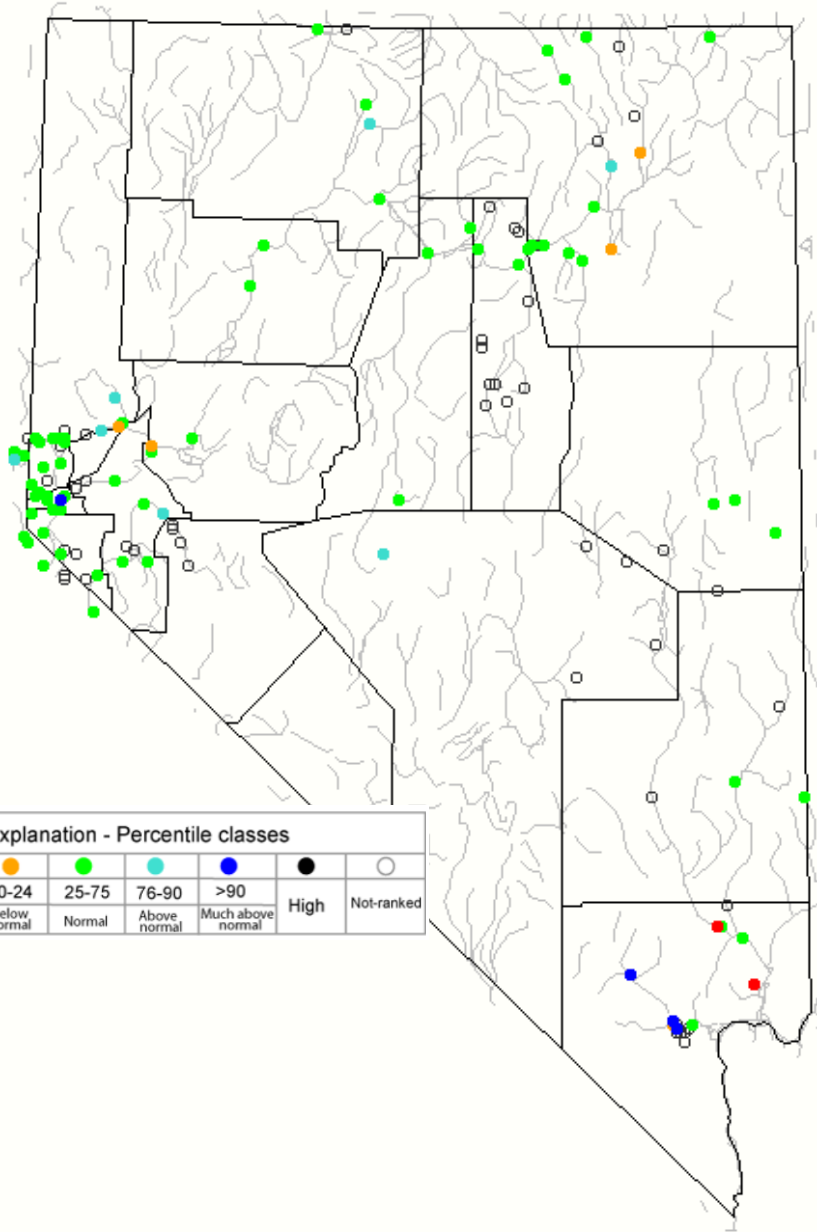 xplanation - Percentile classes
0-24 25-75 76-90 >90 High Not-ranked
elow ormal Normal Above normal Much above normal